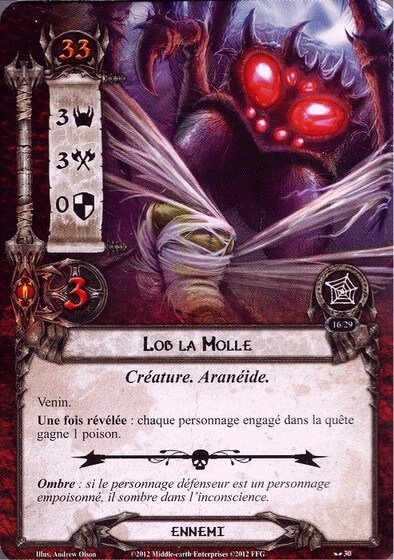 33
3
3
0
3
16/29
Lob la Molle
Créature. Aranéide.
Venin.
Une fois révélée : chaque personnage engagé dans la quête
gagne 1 poison.
Ombre : si le personnage défenseur est un personnage
empoisonné, il sombre dans l'inconscience.
ENNEMI
Illus. Andrew Olson
©2012 Middle-earth Enterprises ©2012 FFG
30